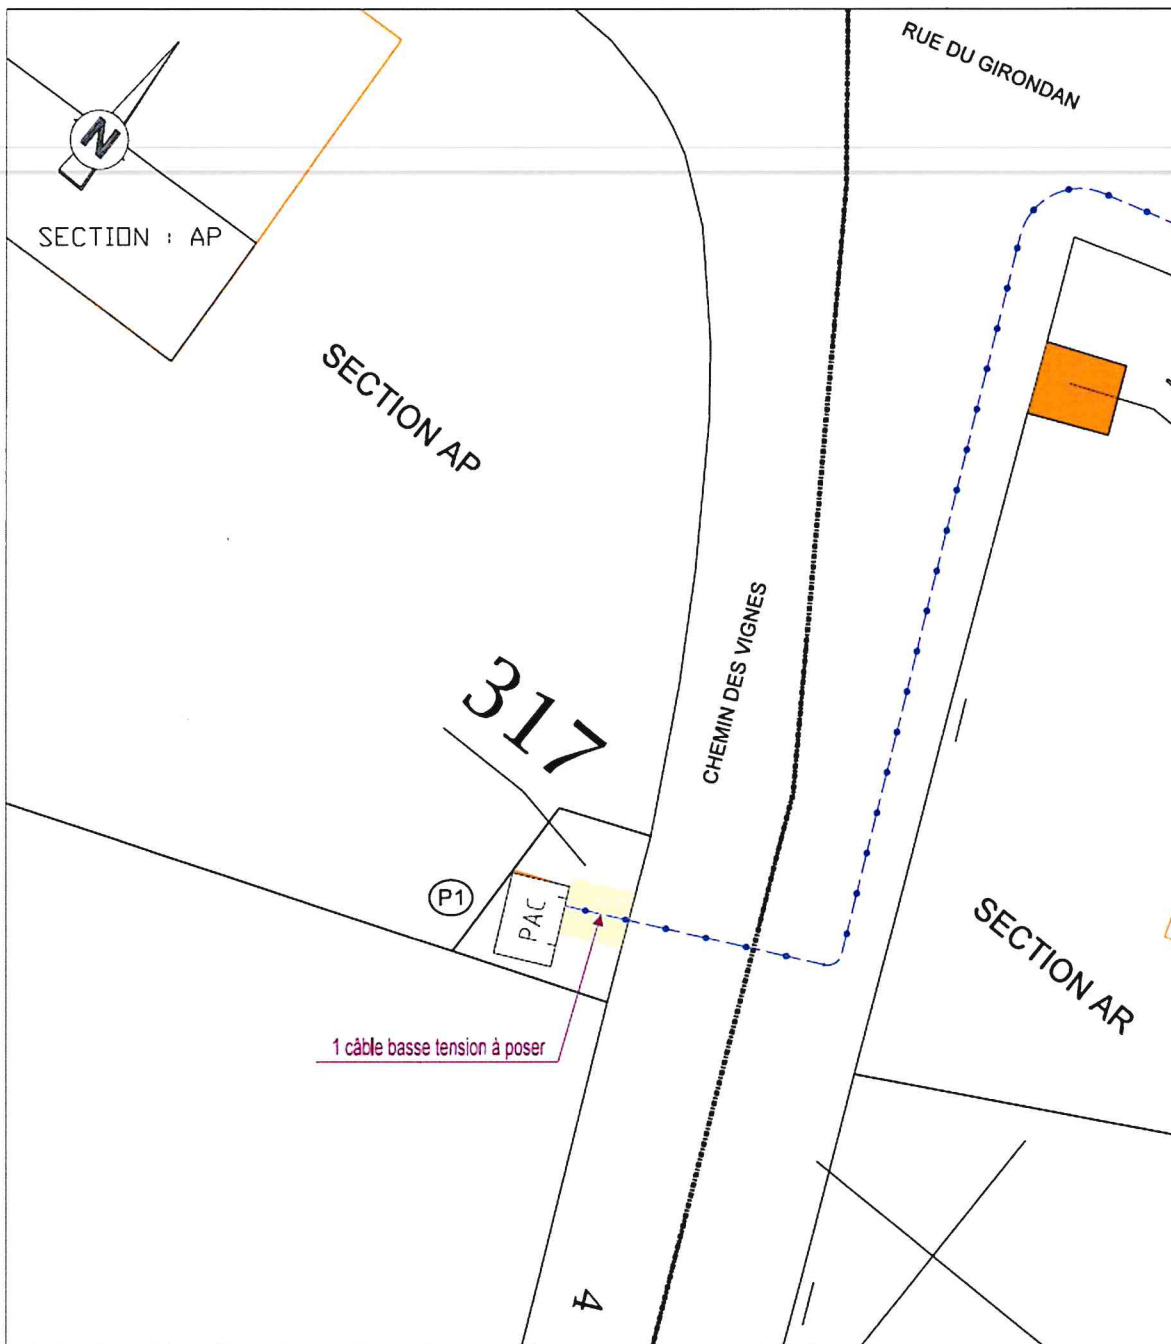 RUE DU GIRONDAN
N
SECTION : AP
SECTION AP
CHEMIN DES VIGNES
317
P1
PAC
SECTION AR
1 câble basse tension à poser
4